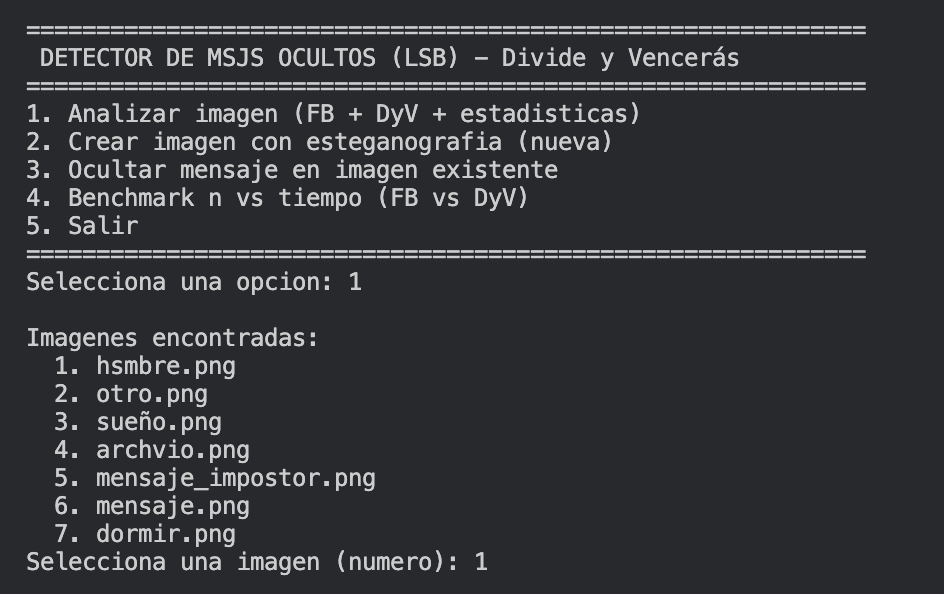 ============================================================
 DETECTOR DE MSJS OCULTOS (LSB) – Divide y Vencerás
============================================================
1. Analizar imagen (FB + DyV + estadisticas)
2. Crear imagen con esteganografia (nueva)
3. Ocultar mensaje en imagen existente
4. Benchmark n vs tiempo (FB vs DyV)
5. Salir
============================================================
Selecciona una opcion: 1

Imagenes encontradas:
  1. hsmbre.png
  2. otro.png
  3. sueño.png
  4. archvio.png
  5. mensaje_impostor.png
  6. mensaje.png
  7. dormir.png
Selecciona una imagen (numero): 1